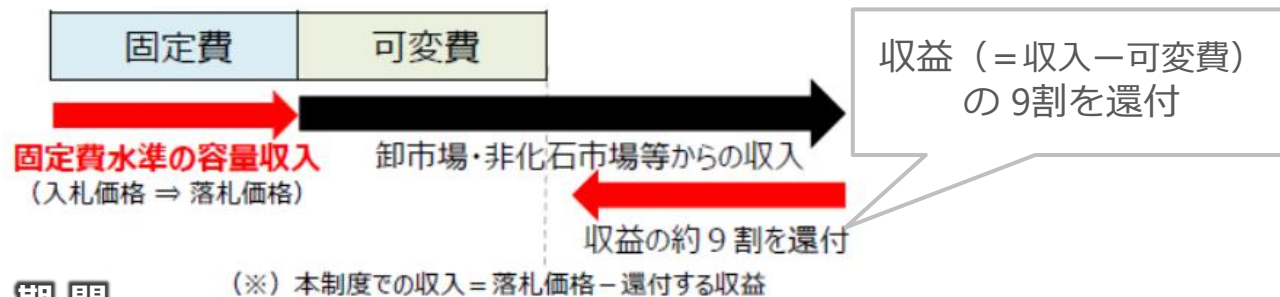 固定費
可変費
収益（＝収入ー可変費）
の 9割を還付
固定費水準の容量収入
（入札価格 ⇒ 落札価格）
卸市場・非化石市場等からの収入
収益の約９割を還付
（※）本制度での収入＝落札価格－還付する収益
期間